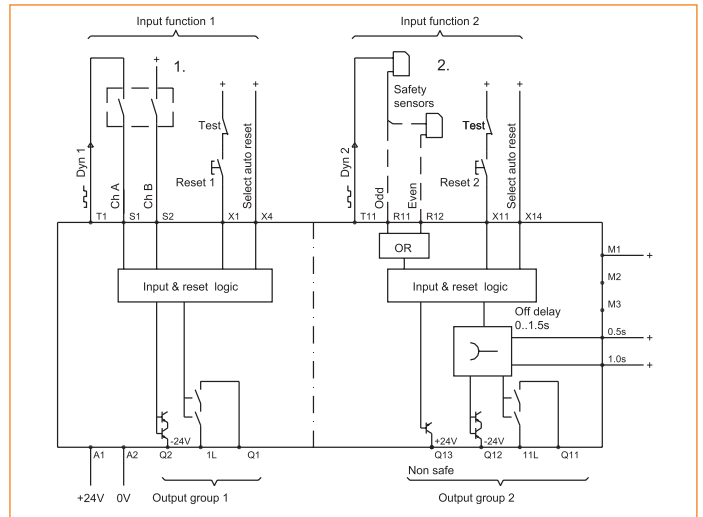 Input function 1
Input function 2
+
1.
+
+
2.
+
+
Safety
sensors
Test
Test
Dyn 1
Ch A
Ch B
Reset 1
Select auto reset
Dyn 2
Odd
Even
Reset 2
Select auto reset
T1
S1
S2
X1
X4
T11
R11
R12
X11
X14
OR
M1
+
M2
M3
Input & reset logic
Input & reset logic
Off delay
0..1.5s
0.5s
+
1.0s
+
-24V
+24V
-24V
A1
A2
Q2
1L
Q1
Q13
Q12
11L
Q11
Non safe
+24V
0V
Output group 1
Output group 2